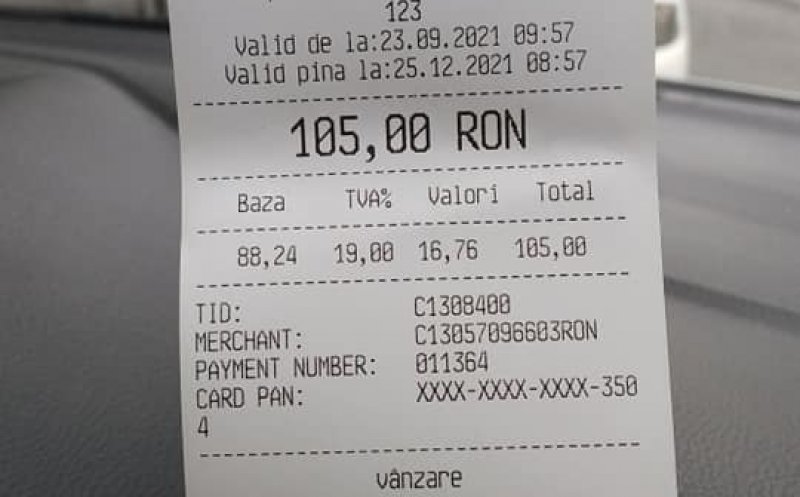 123
Valid de la:23.09.2021 09:57
Valid pina la:25.12.2021 08:57
105,00 RON
Baza TVA% Valori Total
88,24 19,00 16,76 105,00
TID: C1308400
MERCHANT: C13057096603RON
PAYMENT NUMBER: 011364
CARD PAN: XXXX-XXXX-XXXX-350
4
vânzare